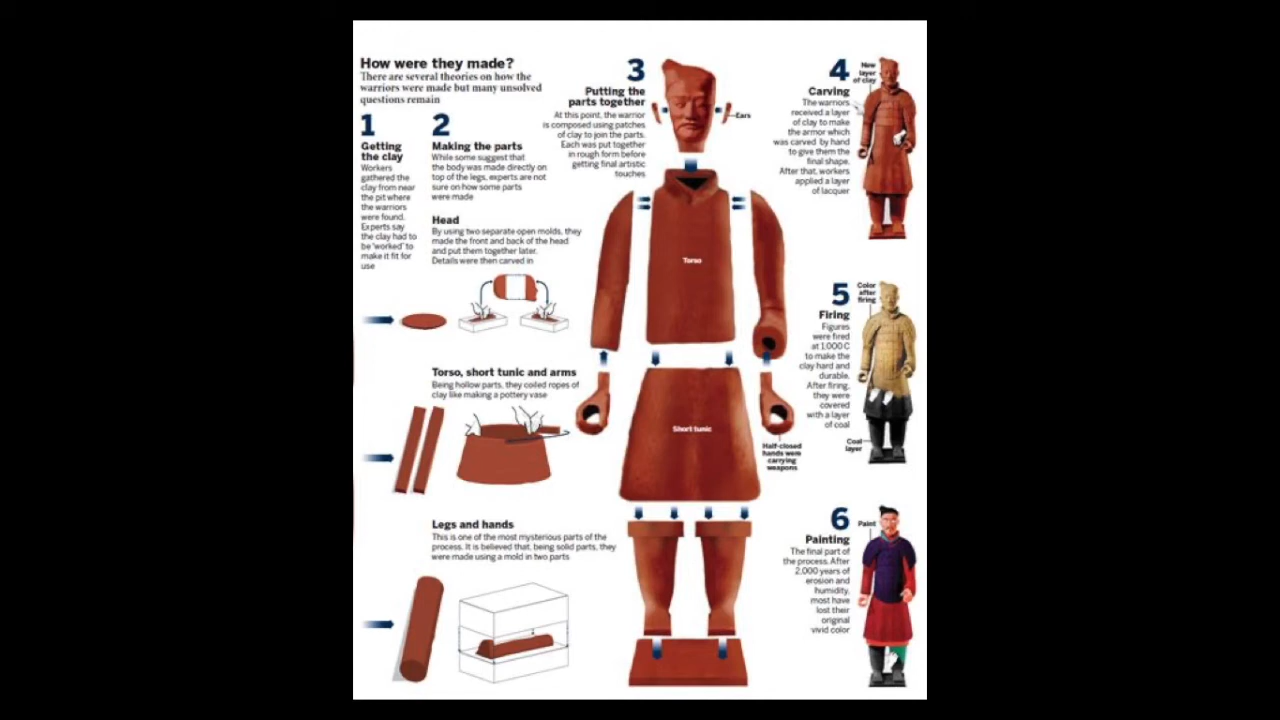 How were they made?
There are several theories on how the
warriors were made but many unsolved
questions remain
1
Getting
the clay
Workers
gathered the
clay from near
the pit where
the warriors
were found.
Experts say
the clay had to
be 'worked' to
make it fit for
use
2
Making the parts
While some suggest that
the body was made directly on
top of the legs, experts are not
sure on how some parts
were made
Head
By using two separate open molds, they
made the front and back of the head
and put them together later.
Details were then carved in
Torso, short tunic and arms
Being hollow parts, they coiled ropes of
clay like making a pottery vase
Legs and hands
This is one of the most mysterious parts of the
process. It is believed that, being solid parts, they
were made using a mold in two parts
3
Putting the
parts together
At this point, the warrior
is composed using patches
of clay to join the parts.
Each was put together
in rough form before
getting final artistic
touches
Ears
Torso
Short tunic
Half-closed
hands were
carrying
weapons
4
New
layer
of clay
Carving
The warriors
received a layer
of clay to make
the armor which
was carved by hand
to give them the
final shape.
After that, workers
applied a layer
of lacquer
5
Color
after
firing
Firing
Figures
were fired
at 1,000 C
to make the
clay hard and
durable.
After firing,
they were
covered
with a layer
of coal
Coal
layer
6
Paint
Painting
The final part of
the process. After
2,000 years of
erosion and
humidity,
most have
lost their
original
vivid color